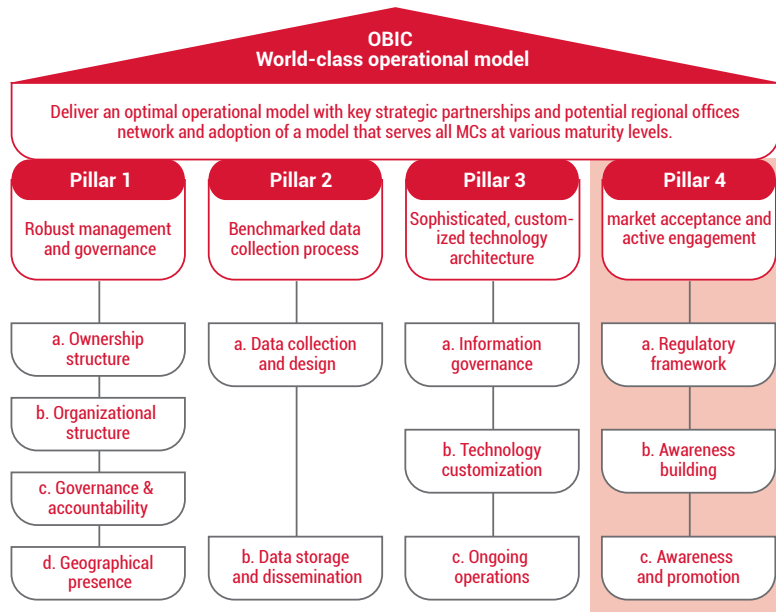 OBIC
World-class operational model
Deliver an optimal operational model with key strategic partnerships and potential regional offices
network and adoption of a model that serves all MCs at various maturity levels.
Pillar 1
Robust management
and governance
a. Ownership
structure
b. Organizational
structure
c. Governance &
accountability
d. Geographical
presence
Pillar 2
Benchmarked data
collection process
a. Data collection
and design
b. Data storage
and dissemination
Pillar 3
Sophisticated, custom-
ized technology
architecture
a. Information
governance
b. Technology
customization
c. Ongoing
operations
Pillar 4
market acceptance and
active engagement
a. Regulatory
framework
b. Awareness
building
c. Awareness
and promotion